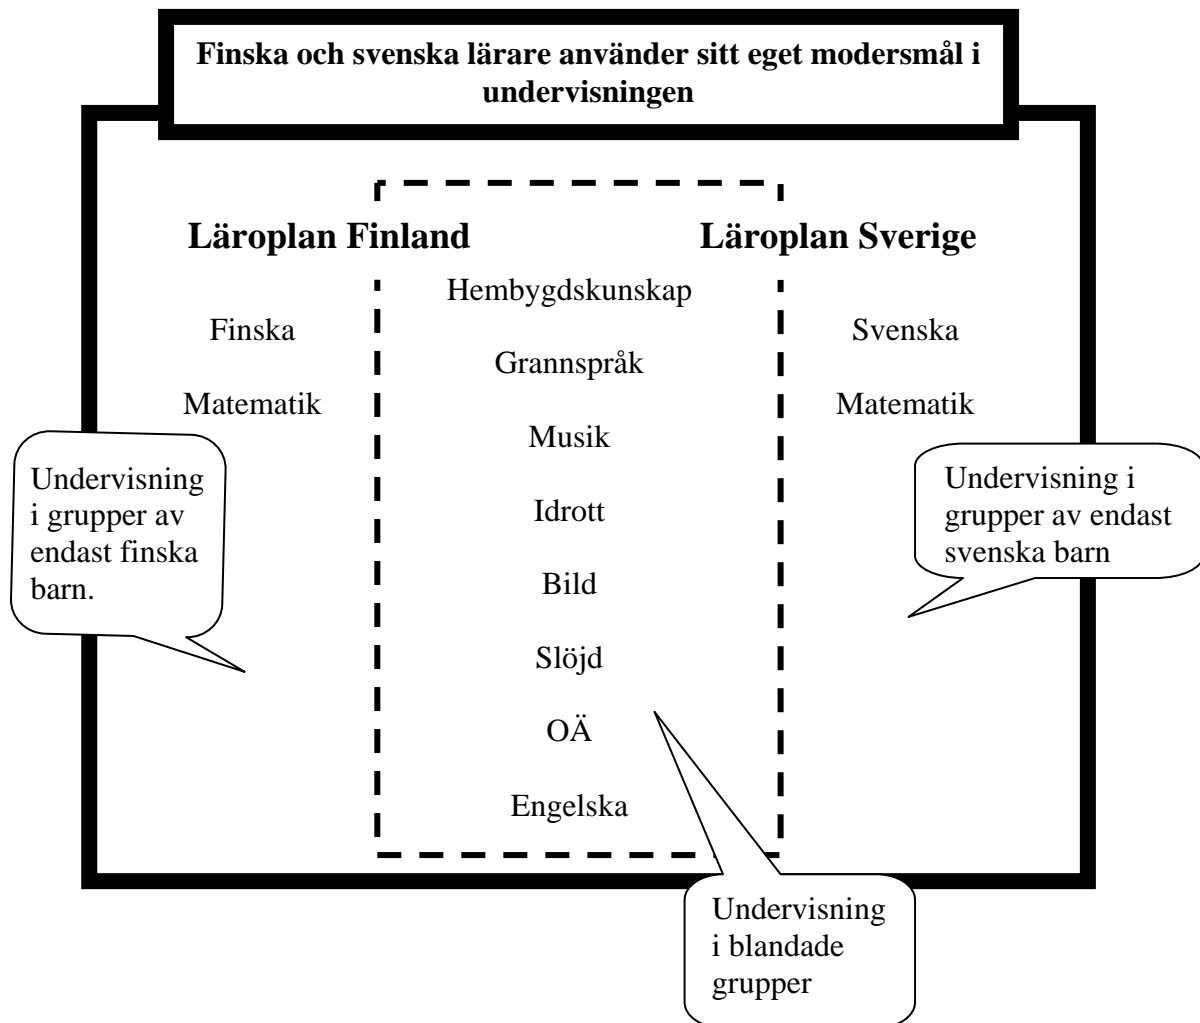 Finska och svenska lärare använder sitt eget modersmål i
undervisningen
Läroplan Finland
Läroplan Sverige
Hembygdskunskap
Finska
Svenska
Grannspråk
Matematik
Matematik
Musik
Undervisning
i grupper av
endast finska
barn.
Undervisning i
grupper av endast
svenska barn
Idrott
Bild
Slöjd
OÄ
Engelska
Undervisning
i blandade
grupper